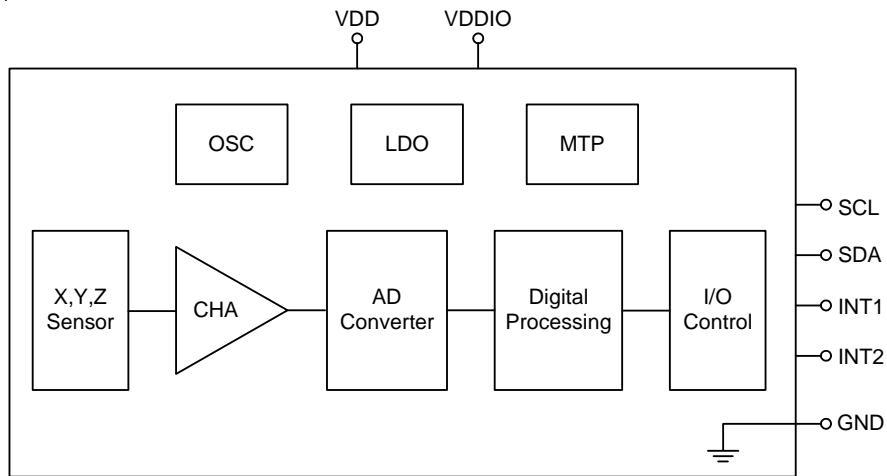 VDD
VDDIO
OSC
LDO
MTP
SCL
SDA
INT1
INT2
GND
X,Y,Z
Sensor
CHA
AD
Converter
Digital
Processing
I/O
Control